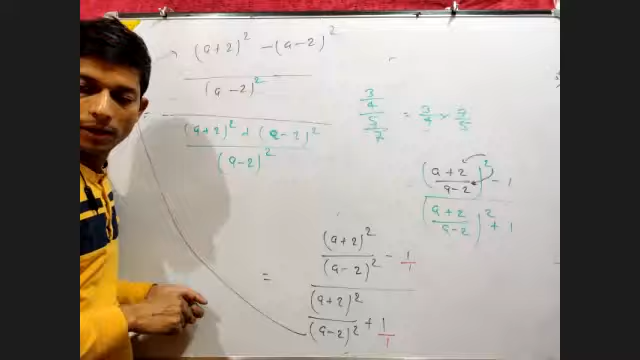 (a+2)² - (a-2)²
(a-2)²
= (a+2)² + (a-2)²
(a-2)²
3/4 / 5/7 = 3/4 × 7/5
((a+2)/(a-2))² - 1
((a+2)/(a-2))² + 1
= (a+2)²/(a-2)² - 1/1
(a+2)²/(a-2)² + 1/1